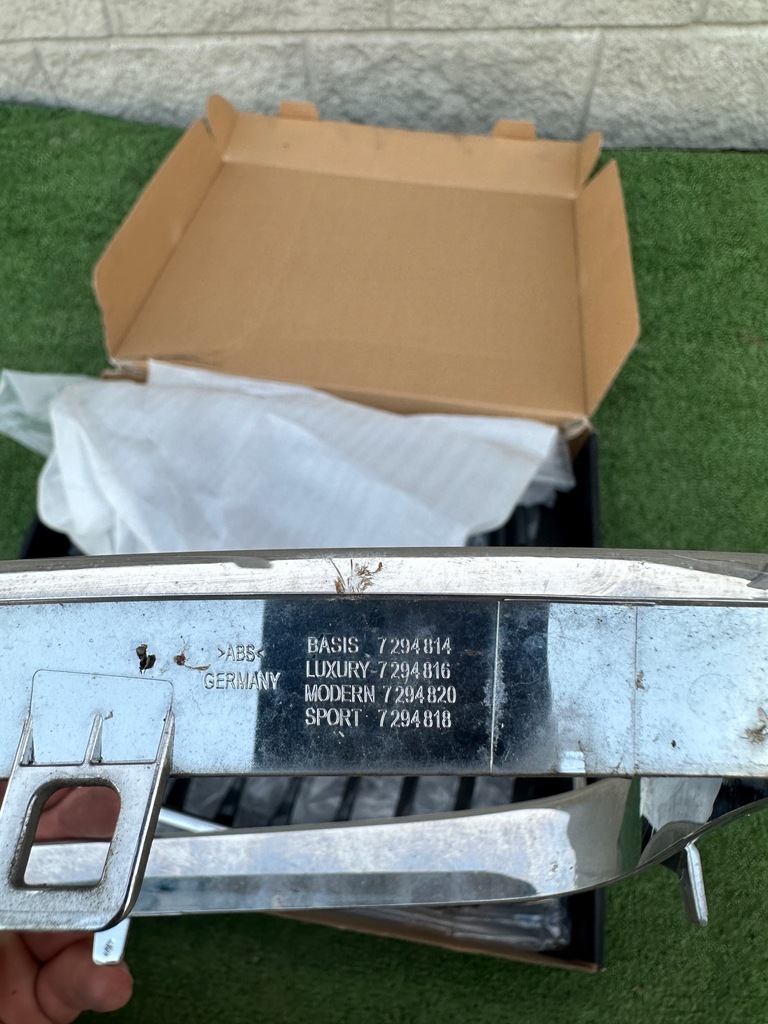 >ABS<
GERMANY
BASIS 7294814
LUXURY-7294816
MODERN 7294820
SPORT 7294818